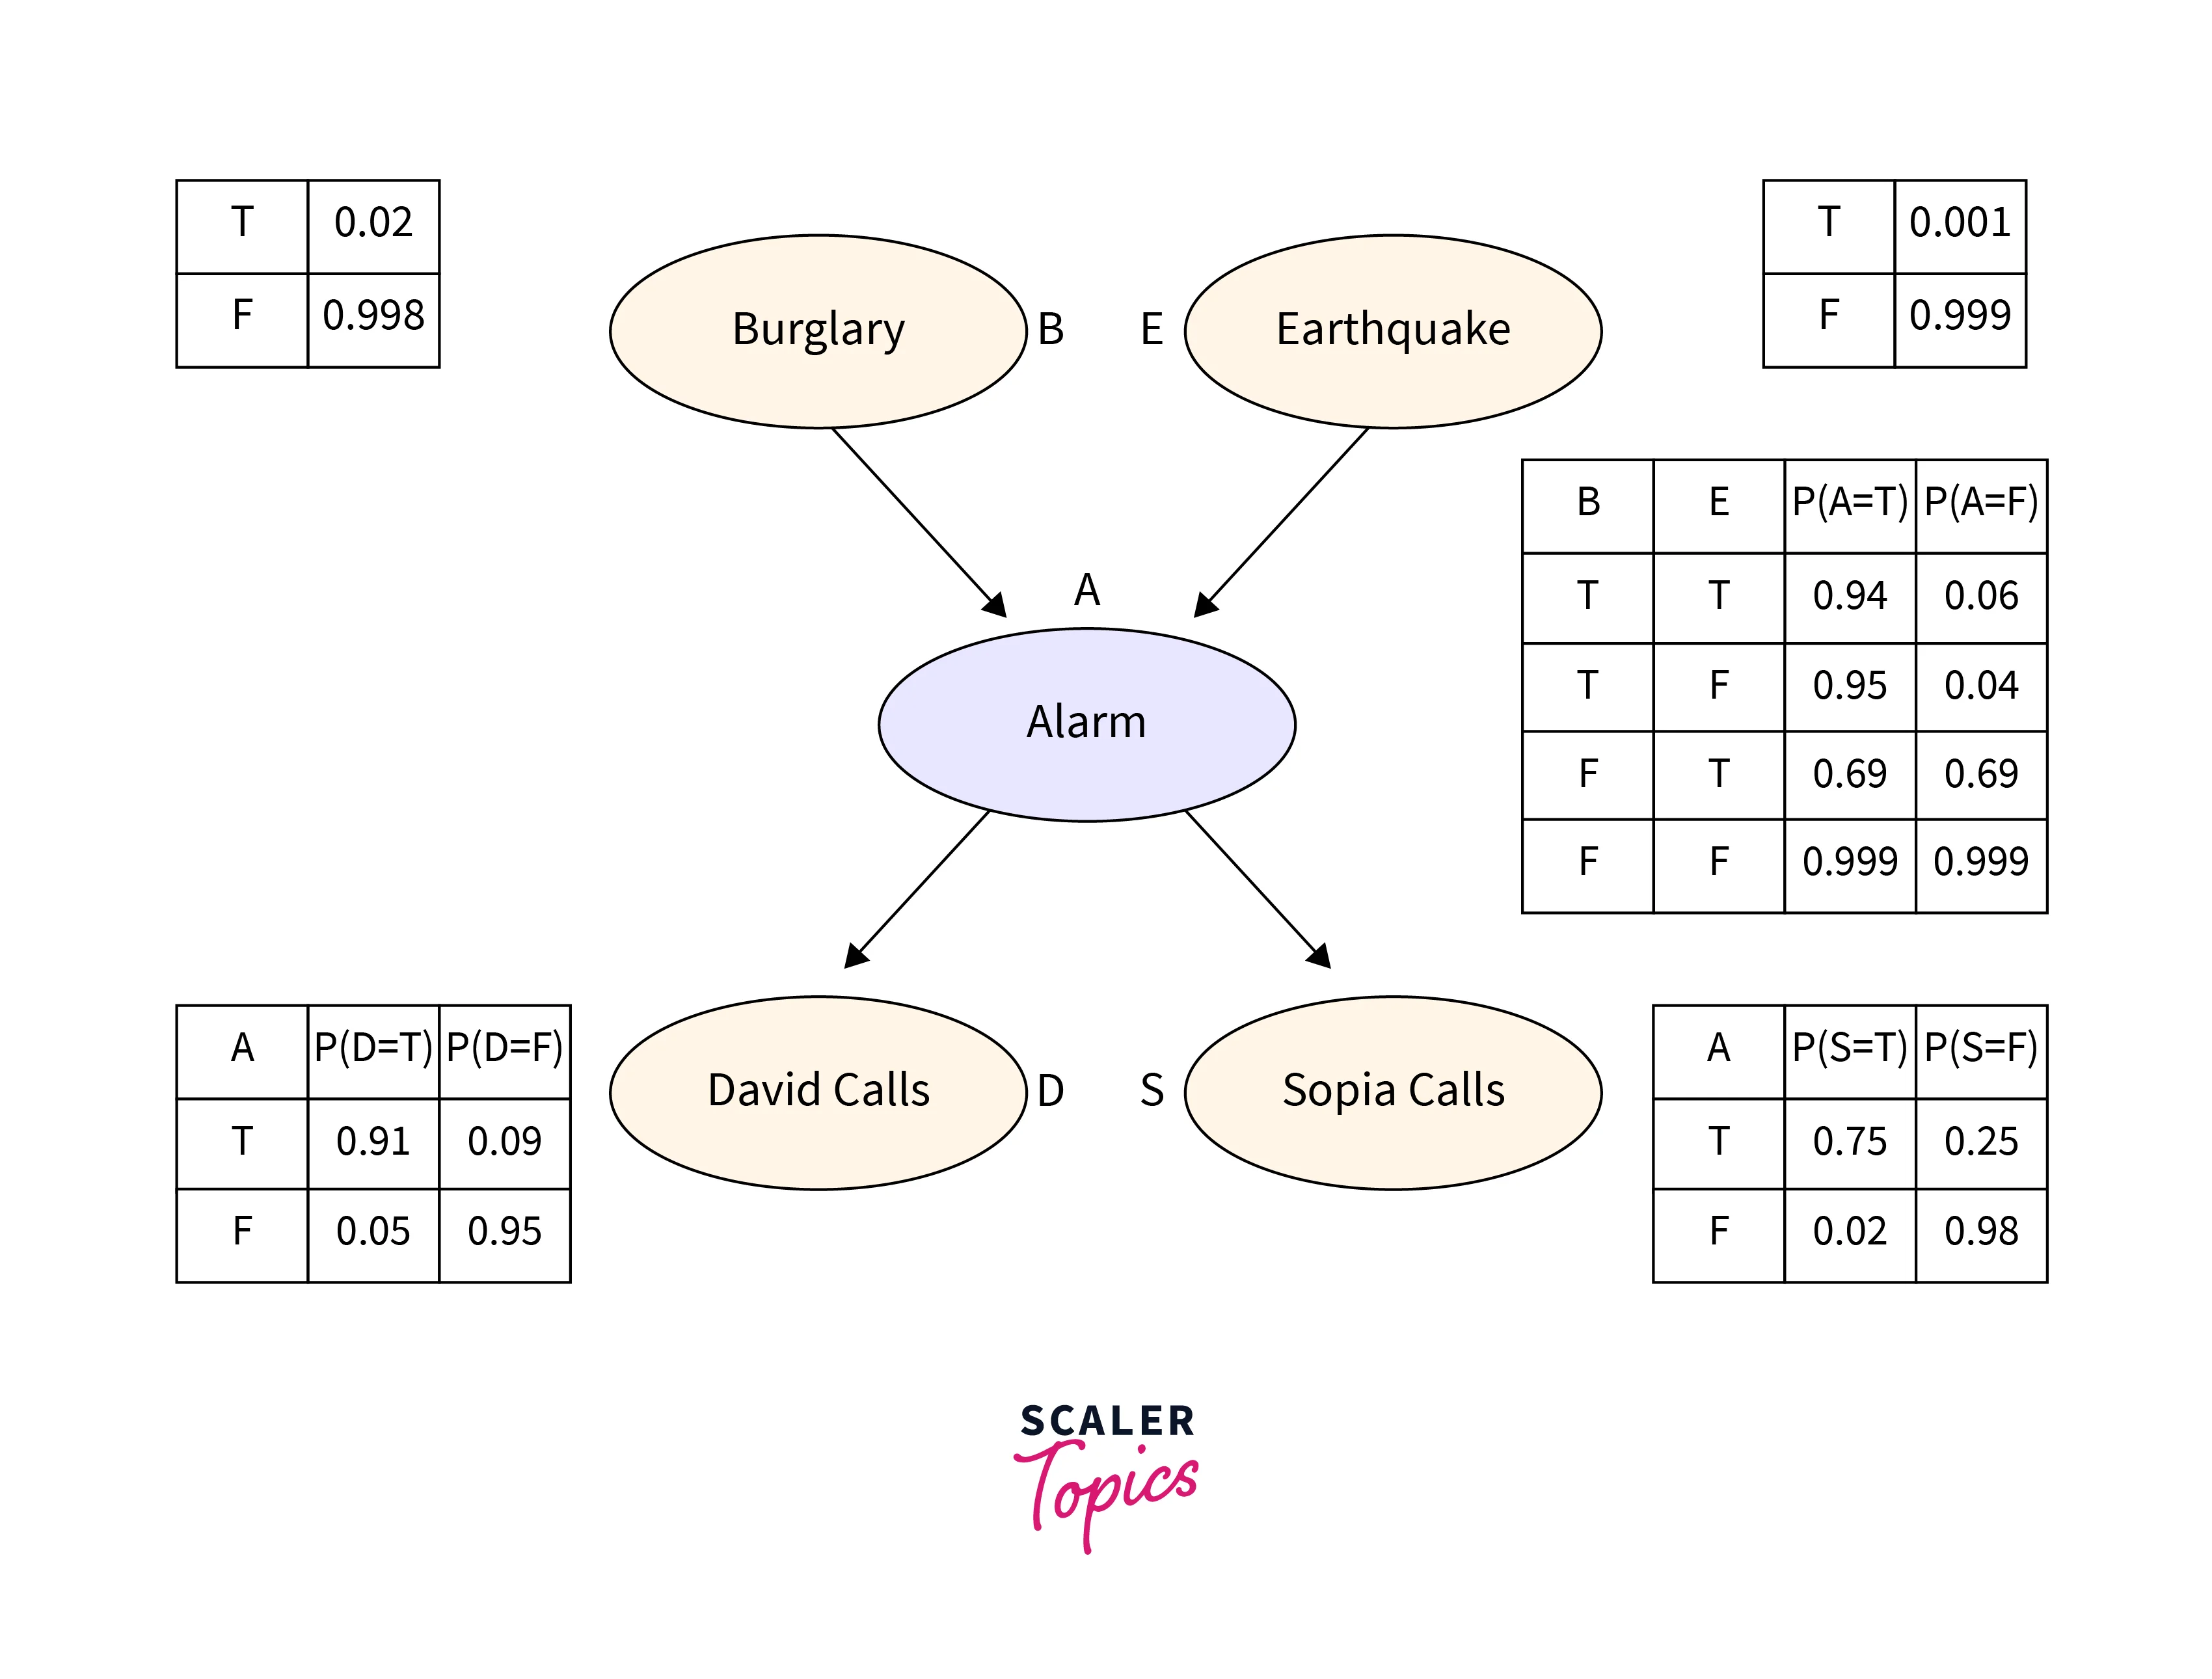 T 0.02
F 0.998
Burglary B
E Earthquake
T 0.001
F 0.999
B E P(A=T) P(A=F)
T T 0.94 0.06
T F 0.95 0.04
F T 0.69 0.69
F F 0.999 0.999
A
Alarm
A P(D=T) P(D=F)
T 0.91 0.09
F 0.05 0.95
David Calls D
S Sopia Calls
A P(S=T) P(S=F)
T 0.75 0.25
F 0.02 0.98
SCALER
Topics